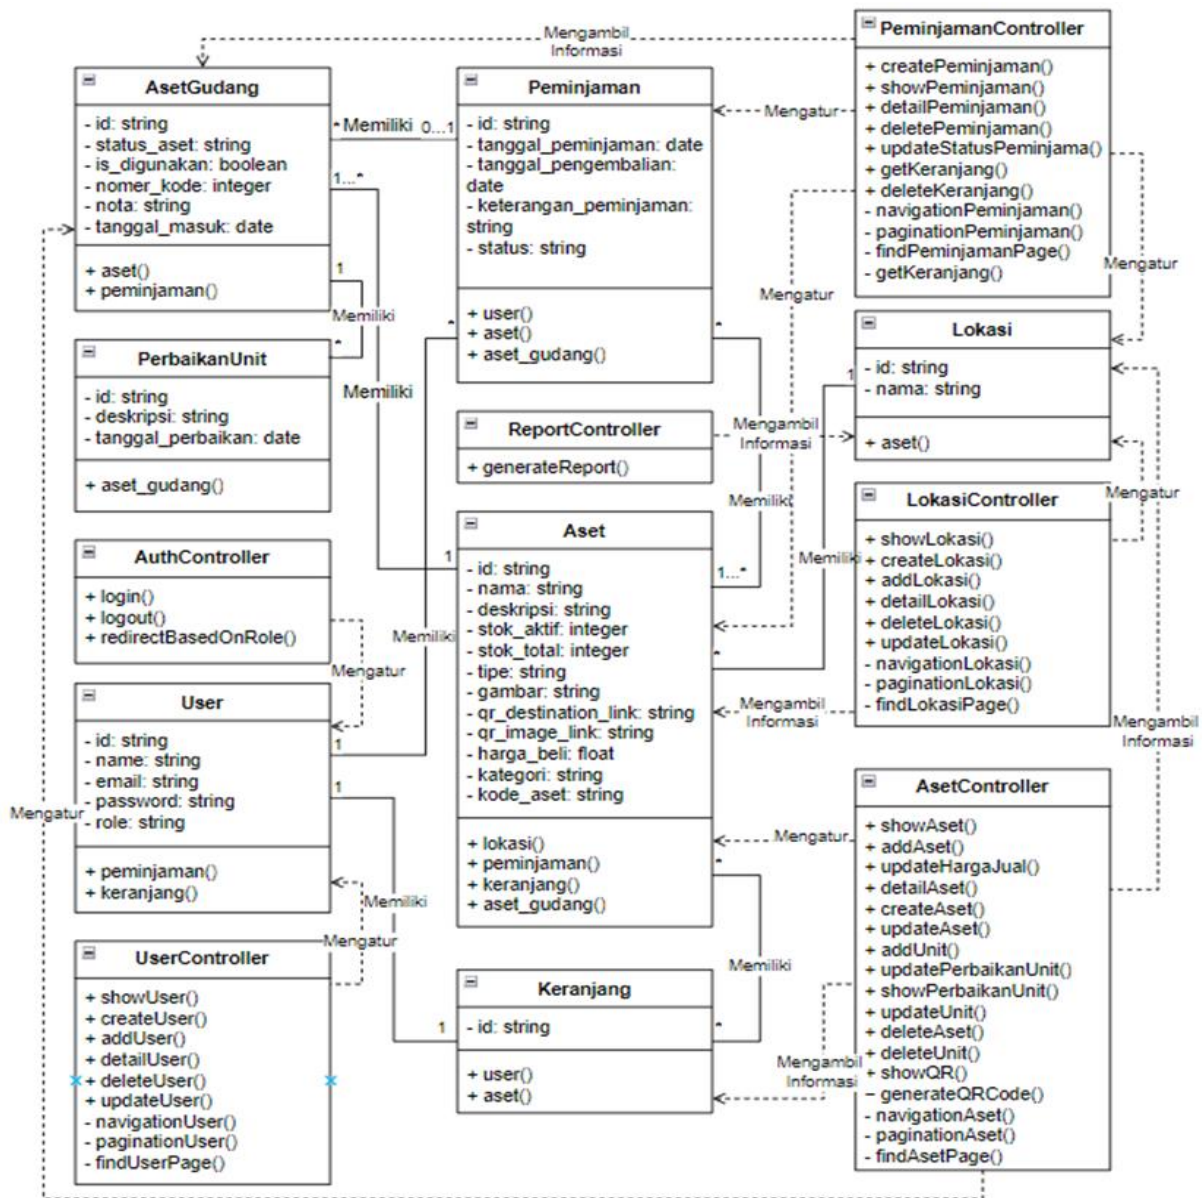 Mengambil
Informasi
AsetGudang
- id: string
- status_aset: string
- is_digunakan: boolean
- nomer_kode: integer
- nota: string
- tanggal_masuk: date
+ aset()
+ peminjaman()
*
Memiliki
0...1
1...*
1
Memiliki
*
PerbaikanUnit
- id: string
- deskripsi: string
- tanggal_perbaikan: date
+ aset_gudang()
Memiliki
Peminjaman
- id: string
- tanggal_peminjaman: date
- tanggal_pengembalian:
date
- keterangan_peminjaman:
string
- status: string
+ user()
+ aset()
+ aset_gudang()
*
*
Mengatur
PeminjamanController
+ createPeminjaman()
+ showPeminjaman()
+ detailPeminjaman()
+ deletePeminjaman()
+ updateStatusPeminjama()
+ getKeranjang()
+ deleteKeranjang()
- navigationPeminjaman()
- paginationPeminjaman()
- findPeminjamanPage()
- getKeranjang()
Mengatur
Mengatur
Lokasi
- id: string
- nama: string
+ aset()
1
ReportController
+ generateReport()
Mengambil
Informasi
Memiliki
Mengatur
LokasiController
+ showLokasi()
+ createLokasi()
+ addLokasi()
+ detailLokasi()
+ deleteLokasi()
+ updateLokasi()
- navigationLokasi()
- paginationLokasi()
- findLokasiPage()
Memiliki
AuthController
+ login()
+ logout()
+ redirectBasedOnRole()
Mengatur
Memiliki
1
Aset
- id: string
- nama: string
- deskripsi: string
- stok_aktif: integer
- stok_total: integer
- tipe: string
- gambar: string
- qr_destination_link: string
- qr_image_link: string
- harga_beli: float
- kategori: string
- kode_aset: string
+ lokasi()
+ peminjaman()
+ keranjang()
+ aset_gudang()
1...*
*
Mengambil
Informasi
Mengambil
Informasi
User
- id: string
- name: string
- email: string
- password: string
- role: string
+ peminjaman()
+ keranjang()
1
1
Mengatur
Memiliki
Mengatur
UserController
+ showUser()
+ createUser()
+ addUser()
+ detailUser()
+ deleteUser()
+ updateUser()
- navigationUser()
- paginationUser()
- findUserPage()
Mengatur
*
Memiliki
1
Keranjang
- id: string
+ user()
+ aset()
*
Mengambil
Informasi
AsetController
+ showAset()
+ addAset()
+ updateHargaJual()
+ detailAset()
+ createAset()
+ updateAset()
+ addUnit()
+ updatePerbaikanUnit()
+ showPerbaikanUnit()
+ updateUnit()
+ deleteAset()
+ deleteUnit()
+ showQR()
– generateQRCode()
- navigationAset()
- paginationAset()
- findAsetPage()